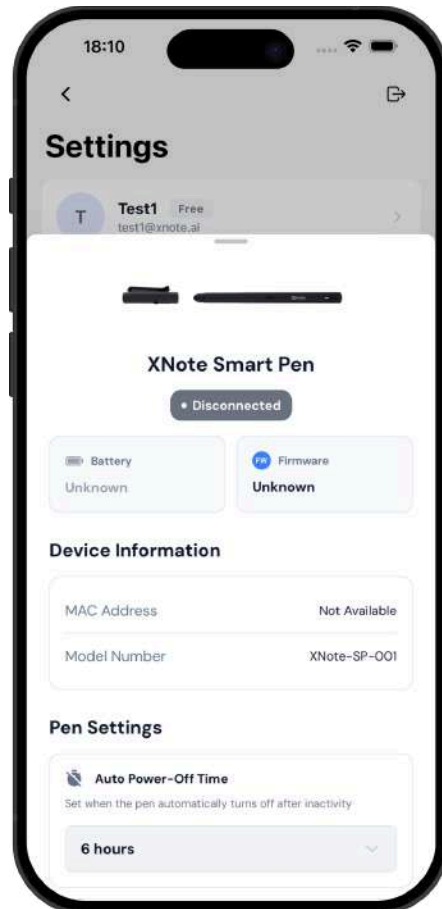 18:10
Settings
T
Test1 Free
test1@xnote.ai
XNote Smart Pen
Disconnected
Battery
Unknown
FW Firmware
Unknown
Device Information
MAC Address Not Available
Model Number XNote-SP-001
Pen Settings
Auto Power-Off Time
Set when the pen automatically turns off after inactivity
6 hours